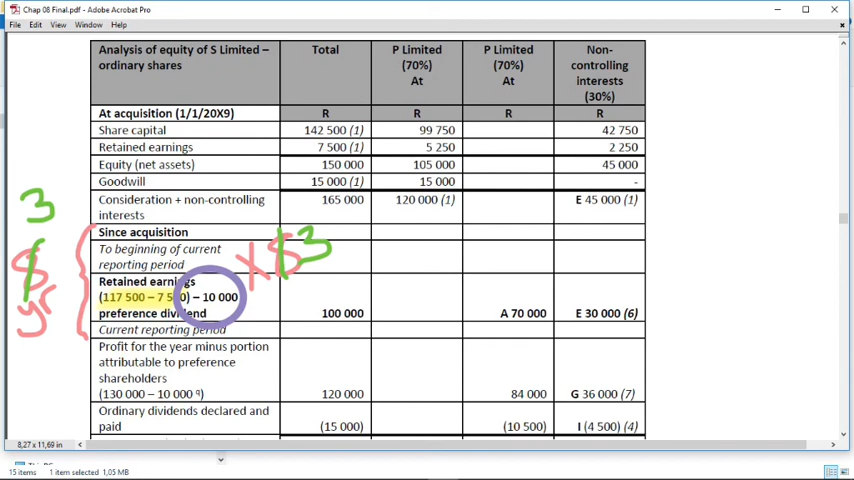 Chap 08 Final.pdf - Adobe Acrobat Pro
File Edit View Window Help
Analysis of equity of S Limited – ordinary shares Total P Limited (70%) At P Limited (70%) At Non-controlling interests (30%)
At acquisition (1/1/20X9) R R R R
Share capital 142 500 (1) 99 750 42 750
Retained earnings 7 500 (1) 5 250 2 250
Equity (net assets) 150 000 105 000 45 000
Goodwill 15 000 (1) 15 000 -
Consideration + non-controlling
interests 165 000 120 000 (1) E 45 000 (1)
Since acquisition
To beginning of current
reporting period
3
yr
X 3
Retained earnings
(117 500 – 7 500) – 10 000
preference dividend 100 000 A 70 000 E 30 000 (6)
Current reporting period
Profit for the year minus portion
attributable to preference
shareholders
(130 000 – 10 000 q) 120 000 84 000 G 36 000 (7)
Ordinary dividends declared and
paid (15 000) (10 500) I (4 500) (4)
8,27 x 11,69 in
15 items 1 item selected 1,05 MB